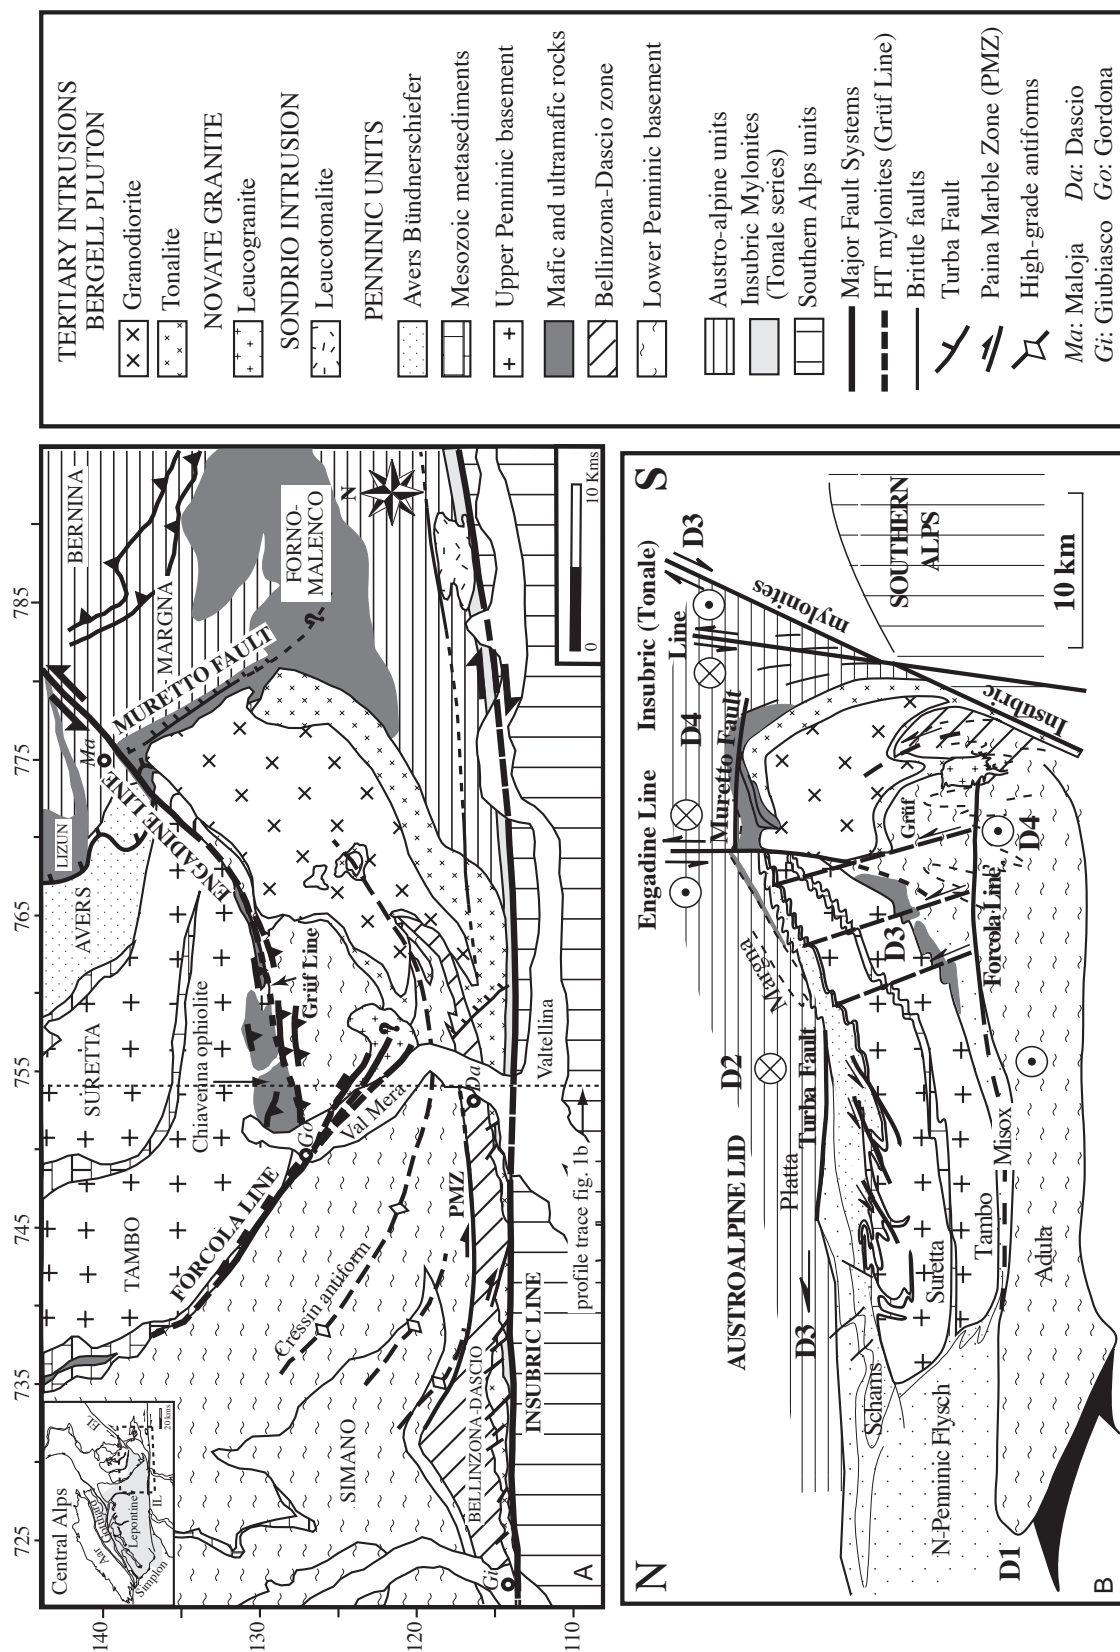 TERTIARY INTRUSIONS
BERGELL PLUTON
Granodiorite
Tonalite
NOVATE GRANITE
Leucogranite
SONDRIO INTRUSION
Leucotonalite
PENNINIC UNITS
Avers Bündnerschiefer
Mesozoic metasediments
Upper Penninic basement
Mafic and ultramafic rocks
Bellinzona-Dascio zone
Lower Penninic basement
Austro-alpine units
Insubric Mylonites
(Tonale series)
Southern Alps units
Major Fault Systems
HT mylonites (Grüf Line)
Brittle faults
Turba Fault
Paina Marble Zone (PMZ)
High-grade antiforms
Ma: Maloja Da: Dascio
Gi: Giubiasco Go: Gordona
725
735
745
755
765
775
785
140
130
120
110
Central Alps
Aar
Gotthard
Lepontine
Simplon
EL
IL
20 kms
BERNINA
MARGNA
FORNO-
MALENCO
MURETTO FAULT
?
N
0
10 Kms
Ma
LIZUN
AVERS
ENGADINE LINE
SURETTA
Chiavenna ophiolite
Grüf Line
?
TAMBO
Go
Val Mera
FORCOLA LINE
Da
Valtellina
Cressim antiform
PMZ
SIMANO
BELLINZONA-DASCIO
INSUBRIC LINE
profile trace fig. 1b
Gi
A
N
S
Engadine Line
Insubric (Tonale)
Line
D3
D4
Muretto Fault
mylonites
SOUTHERN
ALPS
10 km
Insubric
AUSTROALPINE LID
D2
Margna
Platta
Turba Fault
D3
Grüf
D3
Forcola Line
D4
Schams
Suretta
Tambo
Misox
Adula
N-Penninic Flysch
D1
B